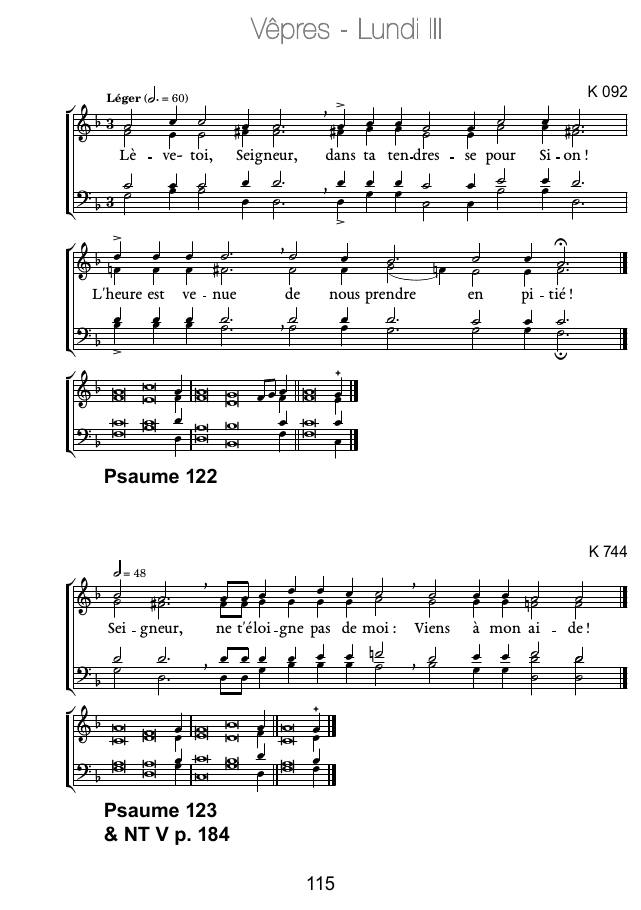 Vêpres - Lundi III
K 092
Léger (𝅗𝅥. = 60)
Lè - ve- toi, Seigneur, dans ta ten-dres - se pour Si - on !
L'heure est ve - nue de nous prendre en pi - tié !
Psaume 122
K 744
𝅗𝅥 = 48
Sei - gneur, ne t'éloi - gne pas de moi : Viens à mon ai - de!
Psaume 123
& NT V p. 184
115